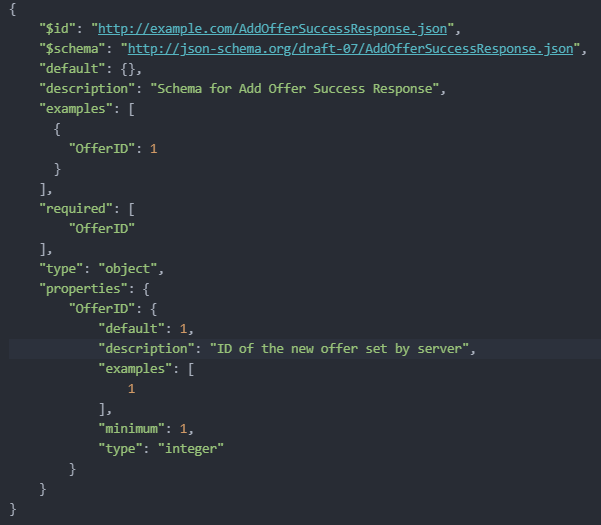 {
    "$id": "http://example.com/AddOfferSuccessResponse.json",
    "$schema": "http://json-schema.org/draft-07/AddOfferSuccessResponse.json",
    "default": {},
    "description": "Schema for Add Offer Success Response",
    "examples": [
      {
        "OfferID": 1
      }
    ],
    "required": [
        "OfferID"
    ],
    "type": "object",
    "properties": {
        "OfferID": {
            "default": 1,
            "description": "ID of the new offer set by server",
            "examples": [
                1
            ],
            "minimum": 1,
            "type": "integer"
        }
    }
}